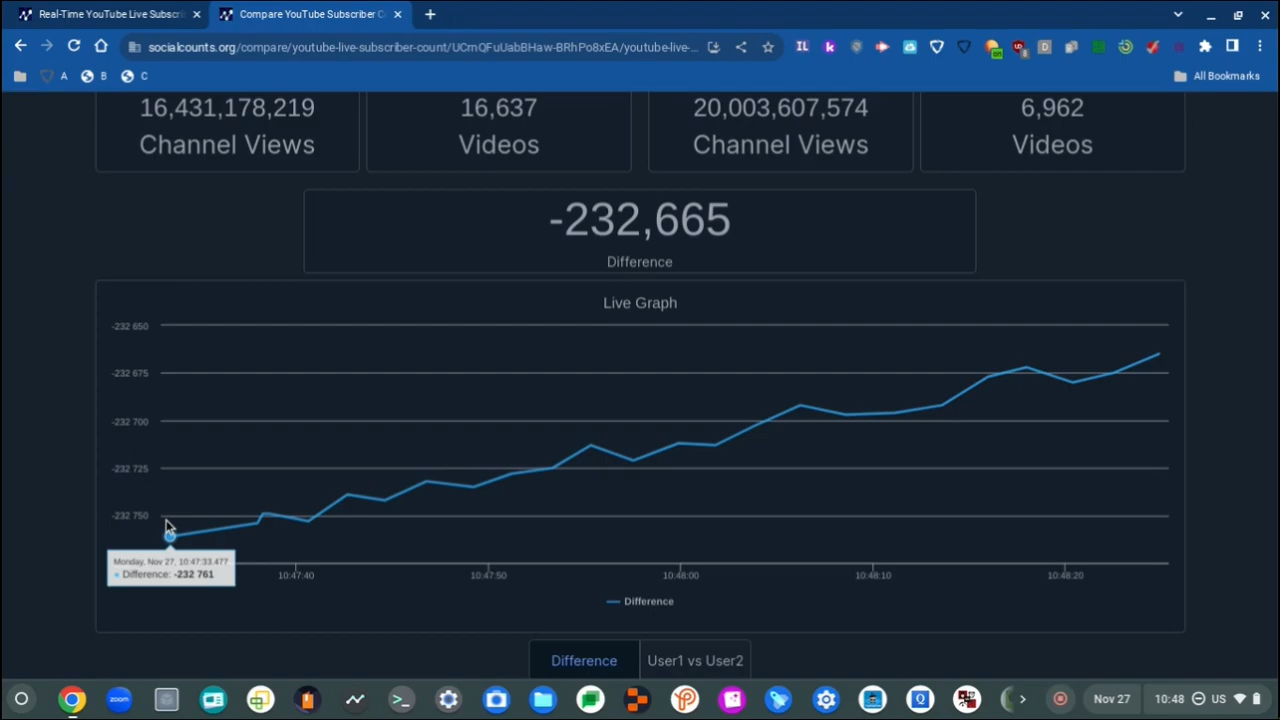 Real-Time YouTube Live Subscri
Compare YouTube Subscriber C
socialcounts.org/compare/youtube-live-subscriber-count/UCmQFuUabBHaw-BRhPo8xEA/youtube-live-...
A
B
C
All Bookmarks
16,431,178,219
Channel Views
16,637
Videos
20,003,607,574
Channel Views
6,962
Videos
-232,665
Difference
Live Graph
-232 650
-232 675
-232 700
-232 725
-232 750
Monday, Nov 27, 10:47:33.477
Difference: -232 761
10:47:40
10:47:50
10:48:00
10:48:10
10:48:20
Difference
Difference
User1 vs User2
zoom
Nov 27
10:48
US